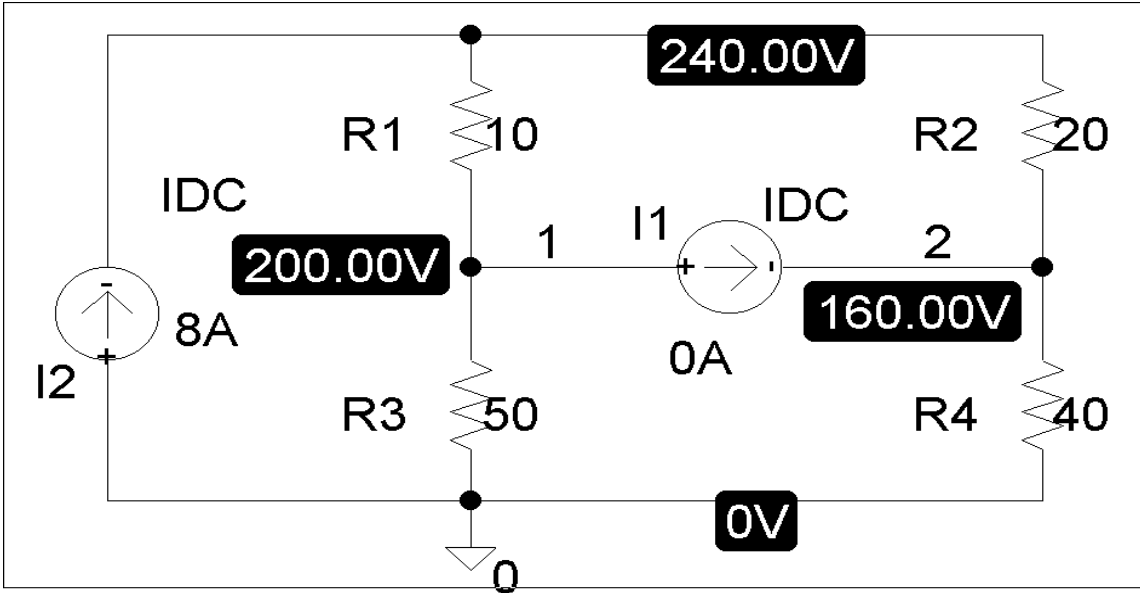 240.00V
R1
10
R2
20
IDC
I1
IDC
1
2
200.00V
+
-
160.00V
-
8A
+
I2
0A
R3
50
R4
40
0V
0